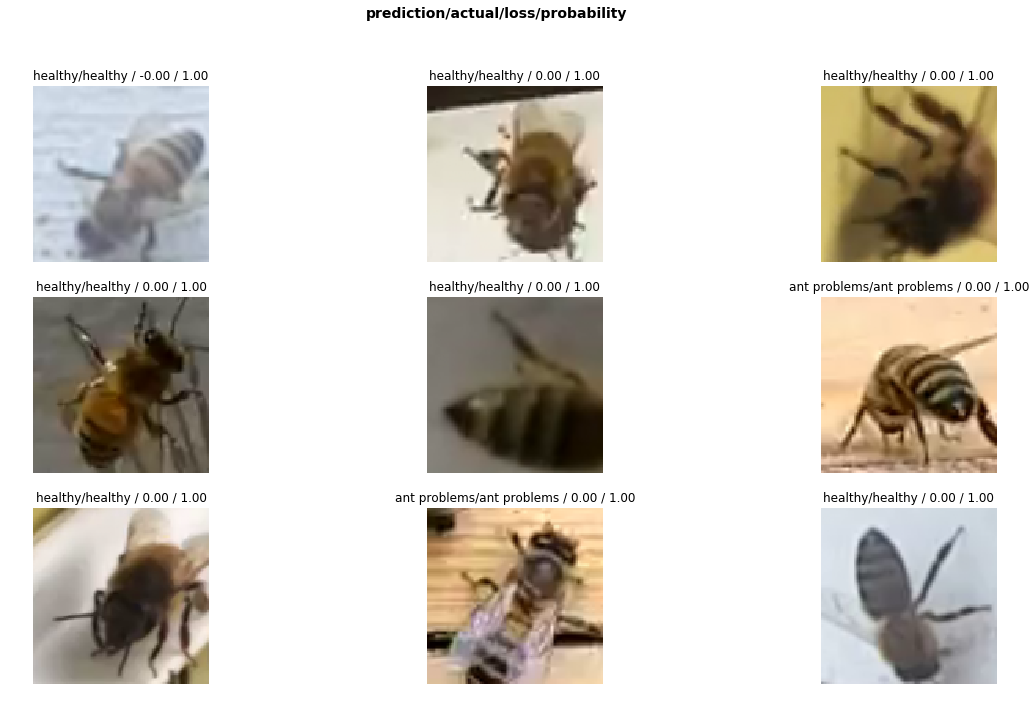 prediction/actual/loss/probability
healthy/healthy / -0.00 / 1.00
healthy/healthy / 0.00 / 1.00
healthy/healthy / 0.00 / 1.00
healthy/healthy / 0.00 / 1.00
healthy/healthy / 0.00 / 1.00
ant problems/ant problems / 0.00 / 1.00
healthy/healthy / 0.00 / 1.00
ant problems/ant problems / 0.00 / 1.00
healthy/healthy / 0.00 / 1.00